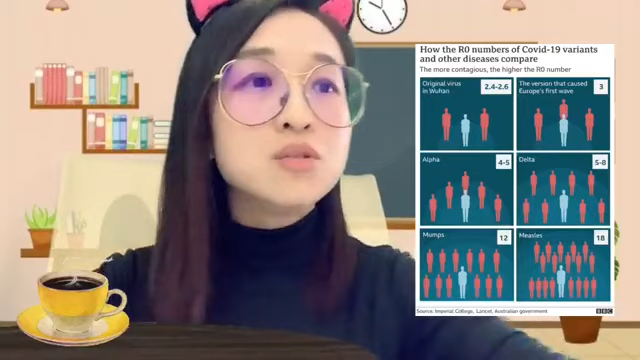 How the R0 numbers of Covid-19 variants
and other diseases compare
The more contagious, the higher the R0 number
Original virus
in Wuhan
2.4-2.6
The version that caused
Europe's first wave
3
Alpha
4-5
Delta
5-8
Mumps
12
Measles
18
Source: Imperial College, Lancet, Australian government
BBC